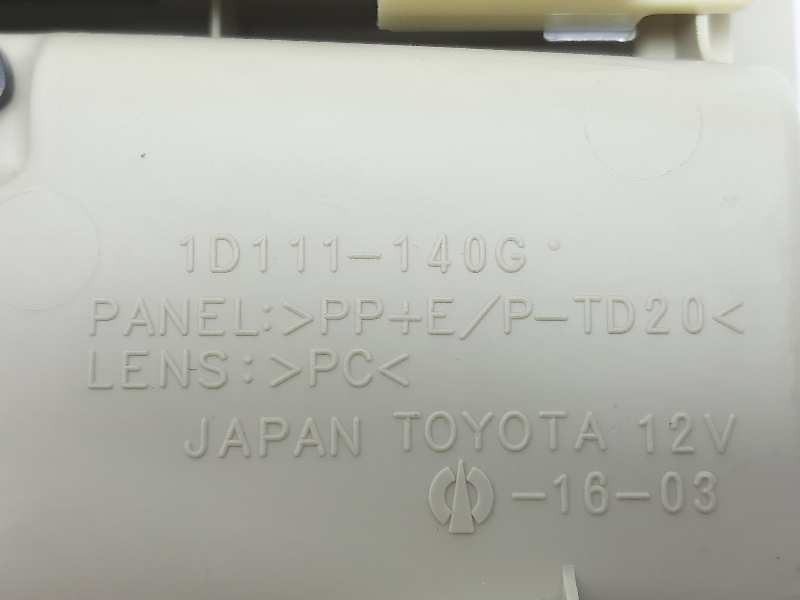 1D111-140G
PANEL:>PP+E/P-TD20<
LENS:>PC<
JAPAN TOYOTA 12V
-16-03